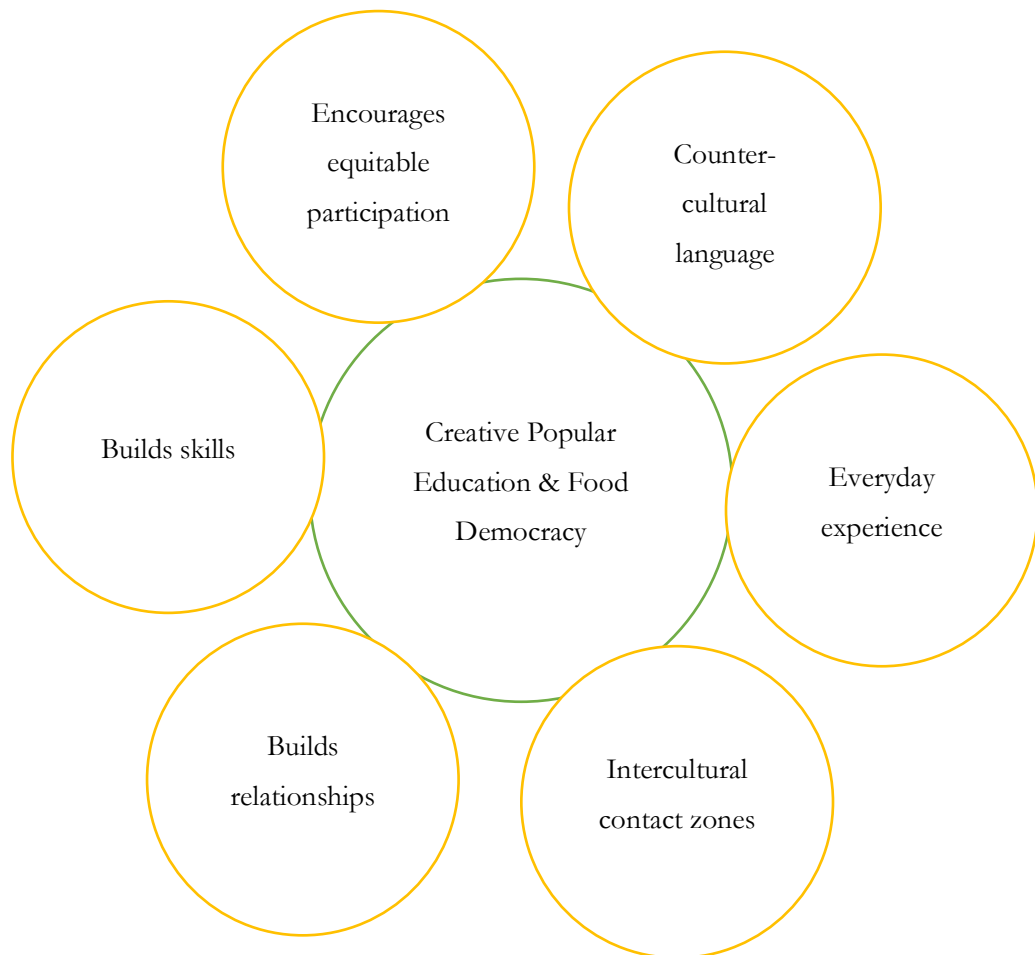 Encourages
equitable
participation
Counter-
cultural
language
Builds skills
Creative Popular
Education & Food
Democracy
Everyday
experience
Builds
relationships
Intercultural
contact zones